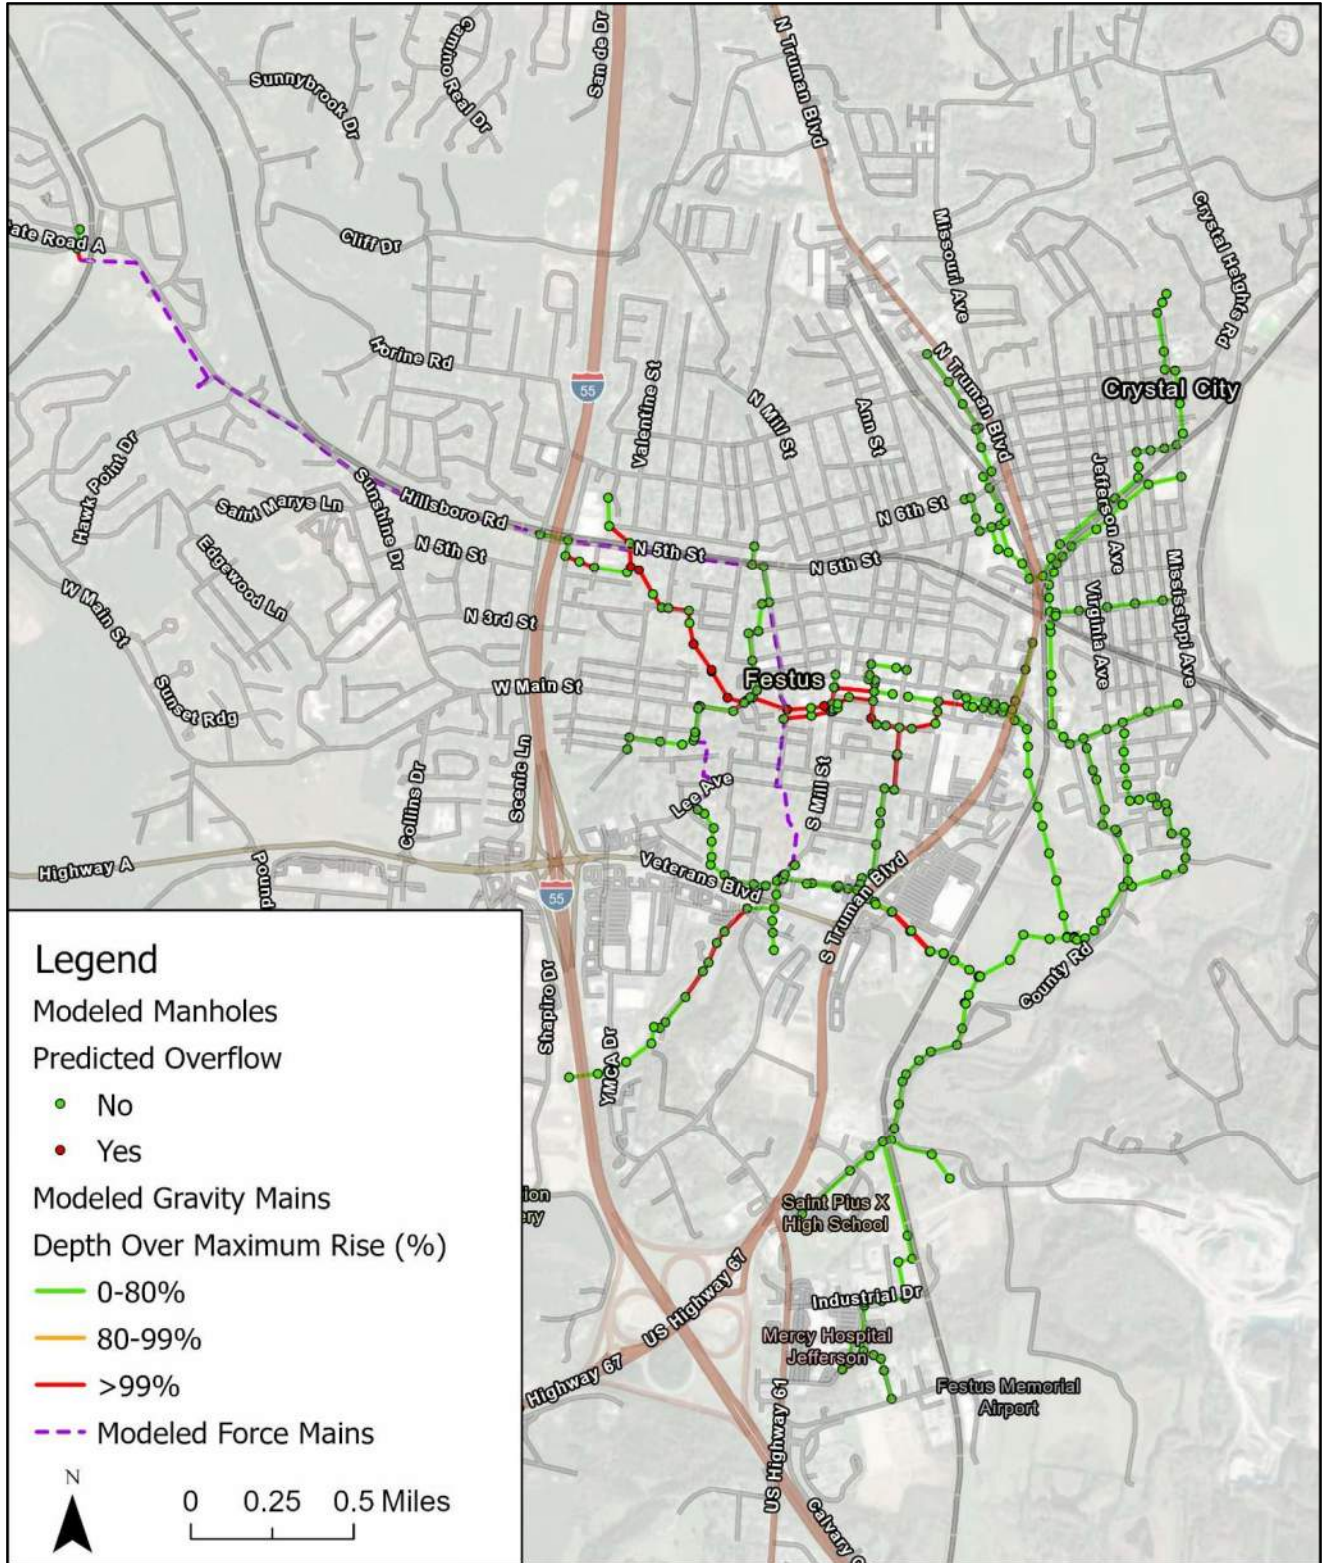 Sunnybrook Dr
Camino Real Dr
San de Dr
N Truman Blvd
Crystal Heights Rd
ate Road A
Cliff Dr
Missouri Ave
Horine Rd
55
Valentine St
N Mill St
Ann St
N Truman Blvd
Crystal City
Hawk Point Dr
Saint Marys Ln
Sunshine Dr
Hillsboro Rd
N 6th St
Jefferson Ave
Edgewood Ln
N 5th St
N 5th St
N 5th St
Mississippi Ave
W Main St
N 3rd St
Virginia Ave
Sunset Rdg
W Main St
Festus
Scenic Ln
Collins Dr
Lee Ave
S Mill St
Highway A
Pound
55
Veterans Blvd
S Truman Blvd
Shapiro Dr
YMCA Dr
County Rd
Legend
Modeled Manholes
Predicted Overflow
No
Yes
Modeled Gravity Mains
Depth Over Maximum Rise (%)
0-80%
80-99%
>99%
Modeled Force Mains
N
0 0.25 0.5 Miles
ion
ery
Saint Pius X
High School
US Highway 67
Industrial Dr
Mercy Hospital
Jefferson
Highway 67
Festus Memorial
Airport
US Highway 61
Calvary C